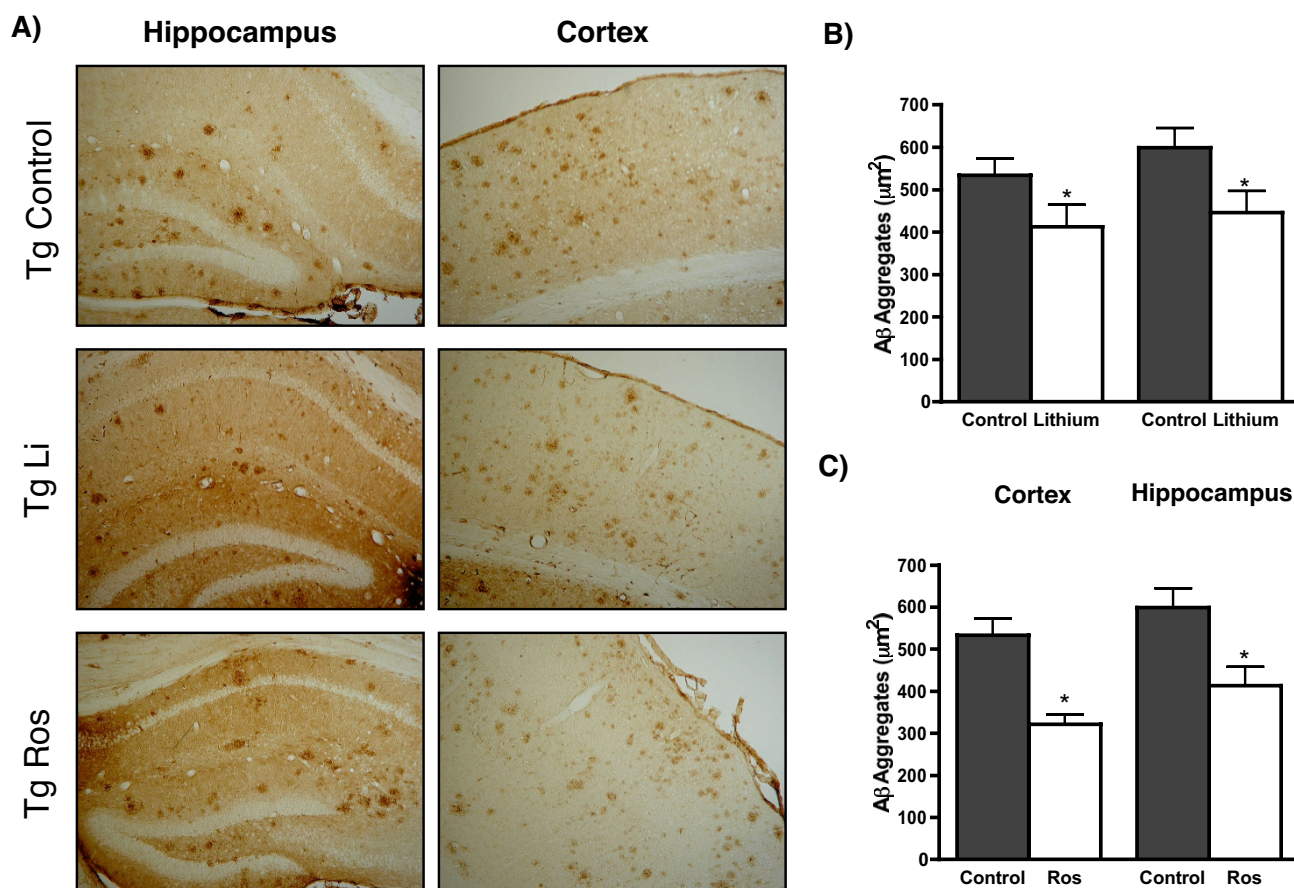 A)
Hippocampus
Cortex
Tg Control
Tg Li
Tg Ros
B)
Aβ Aggregates (μm²)
700
600
500
400
300
200
100
0
Control Lithium
Control Lithium
*
*
C)
Cortex
Hippocampus
Aβ Aggregates (μm²)
700
600
500
400
300
200
100
0
Control Ros
Control Ros
*
*